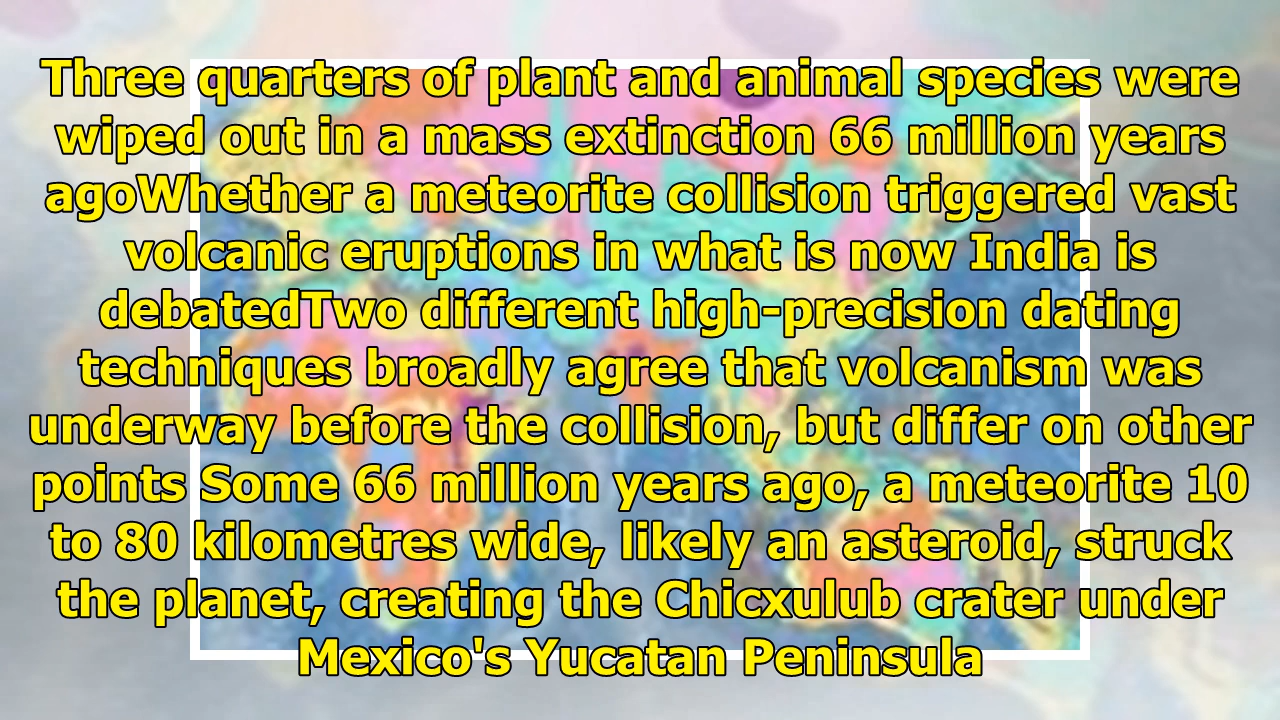 Three quarters of plant and animal species were
wiped out in a mass extinction 66 million years
agoWhether a meteorite collision triggered vast
volcanic eruptions in what is now India is
debatedTwo different high-precision dating
techniques broadly agree that volcanism was
underway before the collision, but differ on other
points Some 66 million years ago, a meteorite 10
to 80 kilometres wide, likely an asteroid, struck
the planet, creating the Chicxulub crater under
Mexico's Yucatan Peninsula